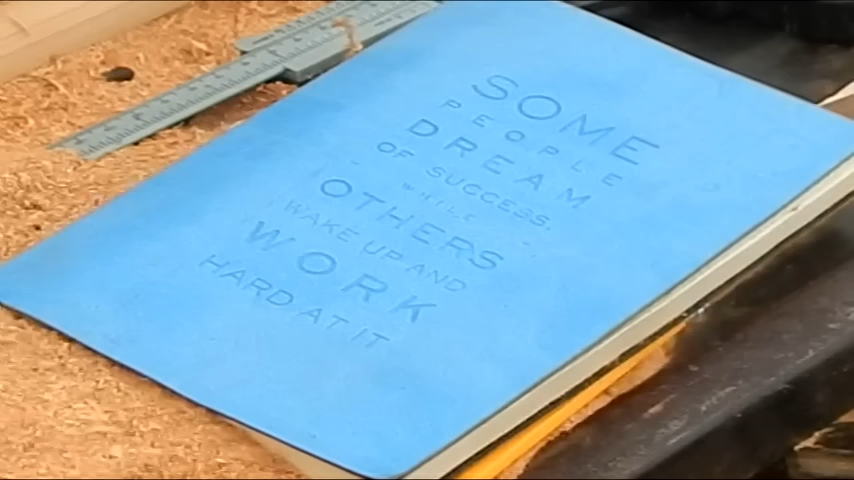 SOME
PEOPLE
DREAM
OF SUCCESS.
WHILE
OTHERS
WAKE UP AND
WORK
HARD AT IT